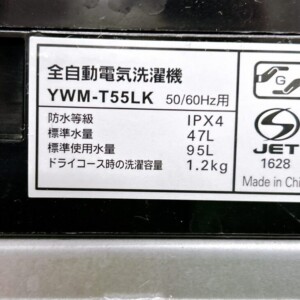 全自動電気洗濯機
YWM-T55LK 50/60Hz用
防水等級 IPX4
標準水量 47L
標準使用水量 95L
ドライコース時の洗濯容量 1.2kg
G
S
JET
1628
Made in Chi